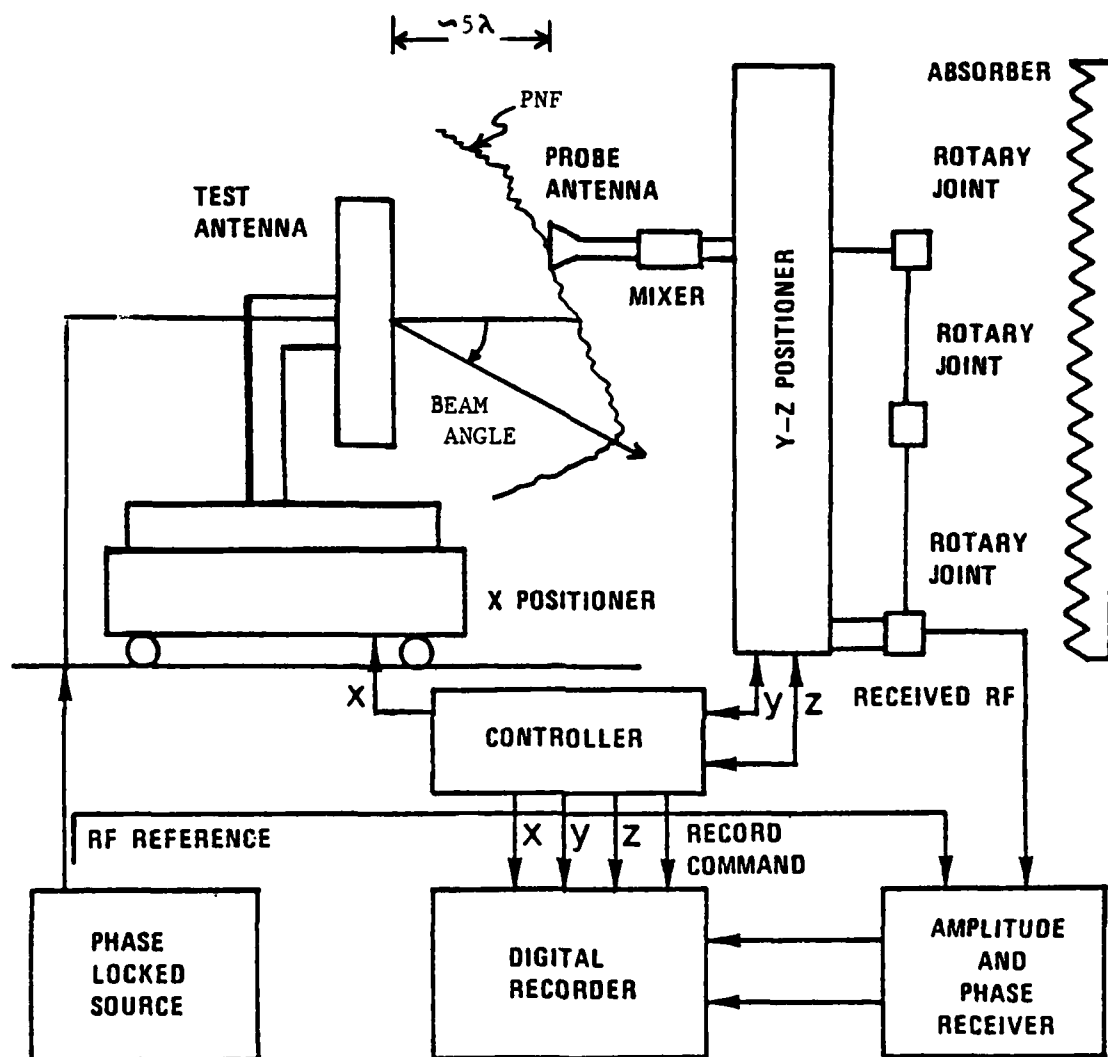 ~5λ
PNF
ABSORBER
PROBE
ANTENNA
ROTARY
JOINT
TEST
ANTENNA
MIXER
Y-Z POSITIONER
ROTARY
JOINT
BEAM
ANGLE
ROTARY
JOINT
X POSITIONER
x
y
z
RECEIVED RF
CONTROLLER
RF REFERENCE
x
y
z
RECORD
COMMAND
PHASE
LOCKED
SOURCE
DIGITAL
RECORDER
AMPLITUDE
AND
PHASE
RECEIVER